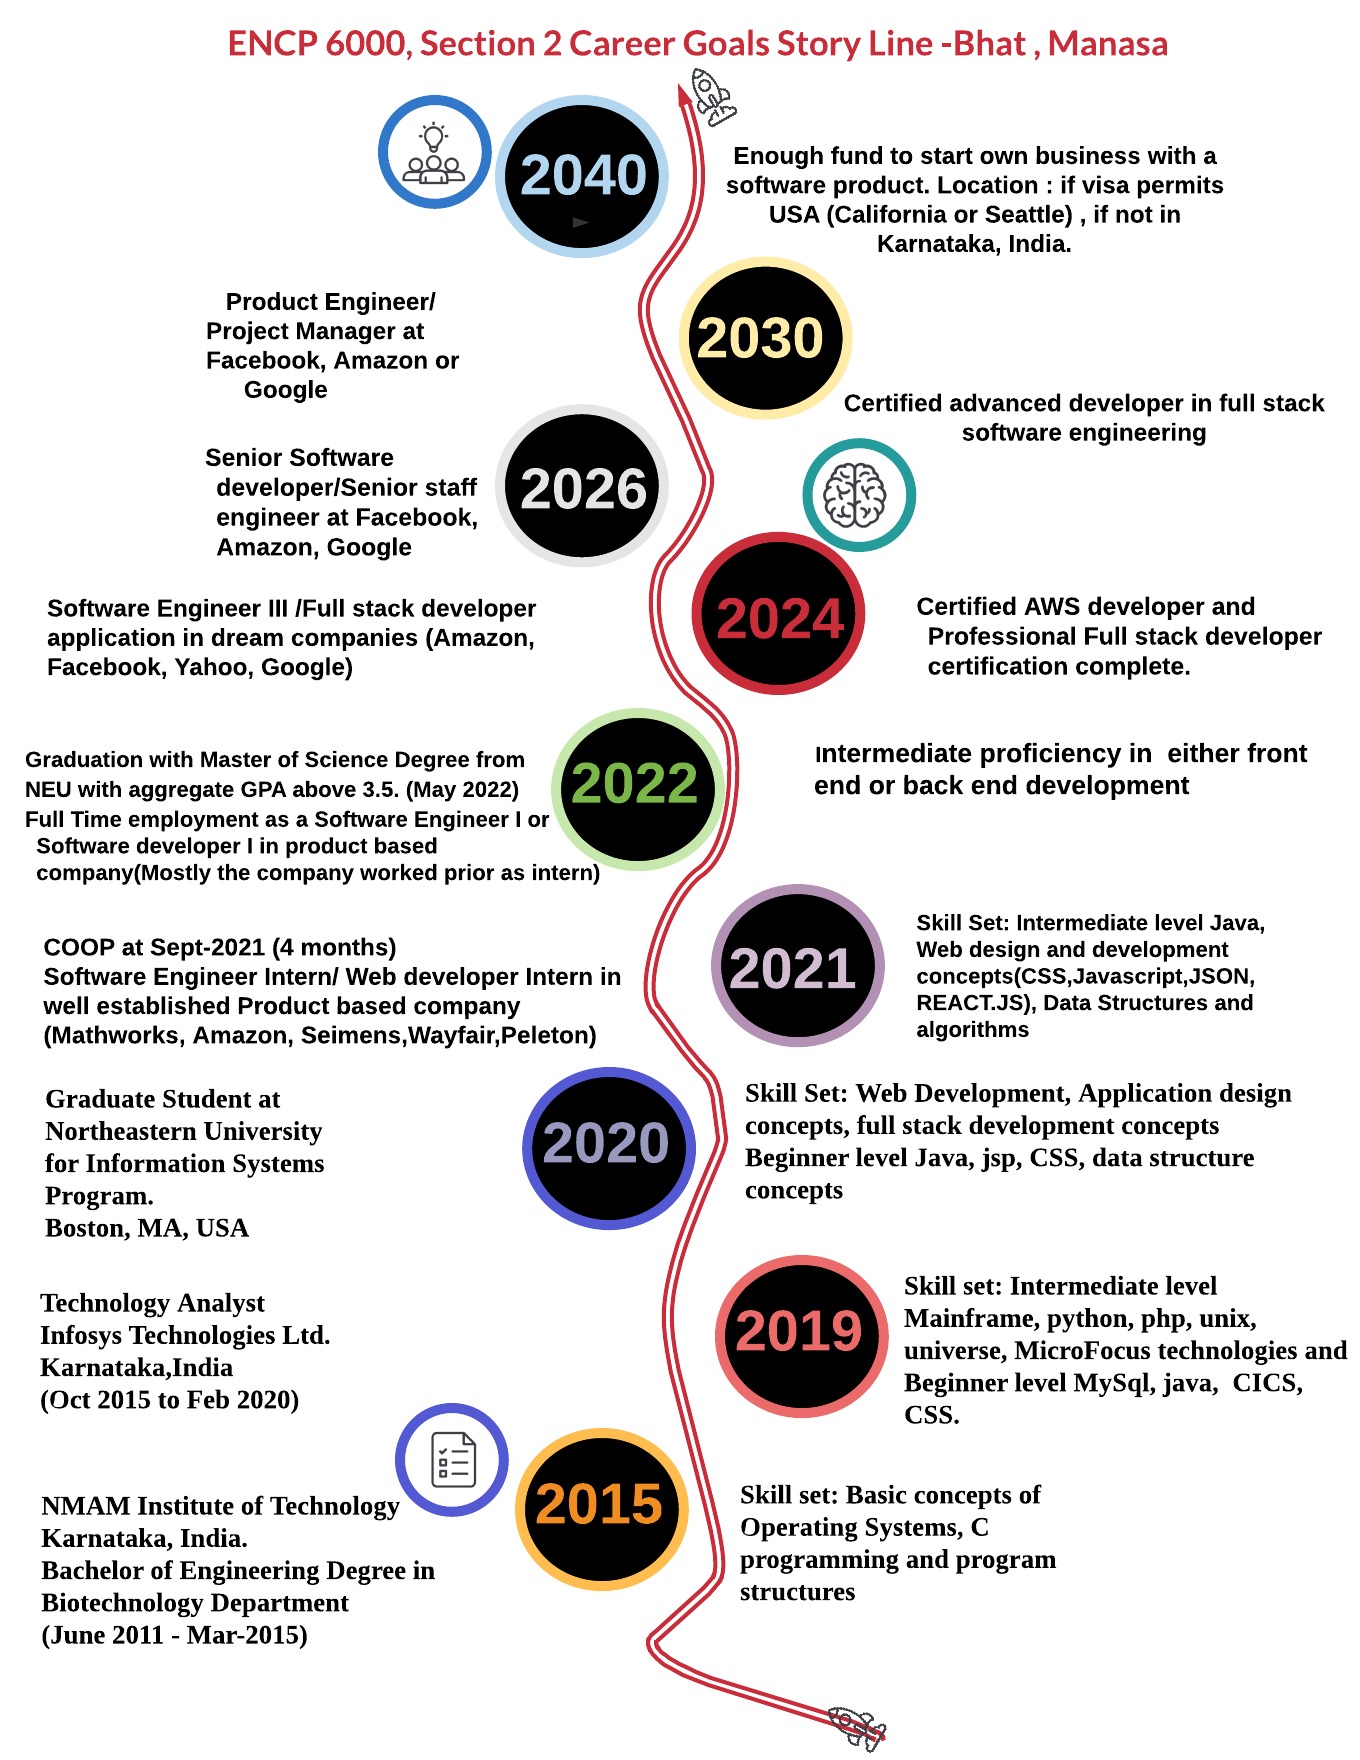 ENCP 6000, Section 2 Career Goals Story Line -Bhat , Manasa
2040
Enough fund to start own business with a
software product. Location : if visa permits
USA (California or Seattle) , if not in
Karnataka, India.
Product Engineer/
Project Manager at
Facebook, Amazon or
Google
2030
Certified advanced developer in full stack
software engineering
Senior Software
developer/Senior staff
engineer at Facebook,
Amazon, Google
2026
Software Engineer III /Full stack developer
application in dream companies (Amazon,
Facebook, Yahoo, Google)
2024
Certified AWS developer and
Professional Full stack developer
certification complete.
Graduation with Master of Science Degree from
NEU with aggregate GPA above 3.5. (May 2022)
Full Time employment as a Software Engineer I or
Software developer I in product based
company(Mostly the company worked prior as intern)
2022
Intermediate proficiency in either front
end or back end development
COOP at Sept-2021 (4 months)
Software Engineer Intern/ Web developer Intern in
well established Product based company
(Mathworks, Amazon, Seimens,Wayfair,Peleton)
2021
Skill Set: Intermediate level Java,
Web design and development
concepts(CSS,Javascript,JSON,
REACT.JS), Data Structures and
algorithms
Graduate Student at
Northeastern University
for Information Systems
Program.
Boston, MA, USA
2020
Skill Set: Web Development, Application design
concepts, full stack development concepts
Beginner level Java, jsp, CSS, data structure
concepts
Technology Analyst
Infosys Technologies Ltd.
Karnataka,India
(Oct 2015 to Feb 2020)
2019
Skill set: Intermediate level
Mainframe, python, php, unix,
universe, MicroFocus technologies and
Beginner level MySql, java, CICS,
CSS.
NMAM Institute of Technology
Karnataka, India.
Bachelor of Engineering Degree in
Biotechnology Department
(June 2011 - Mar-2015)
2015
Skill set: Basic concepts of
Operating Systems, C
programming and program
structures